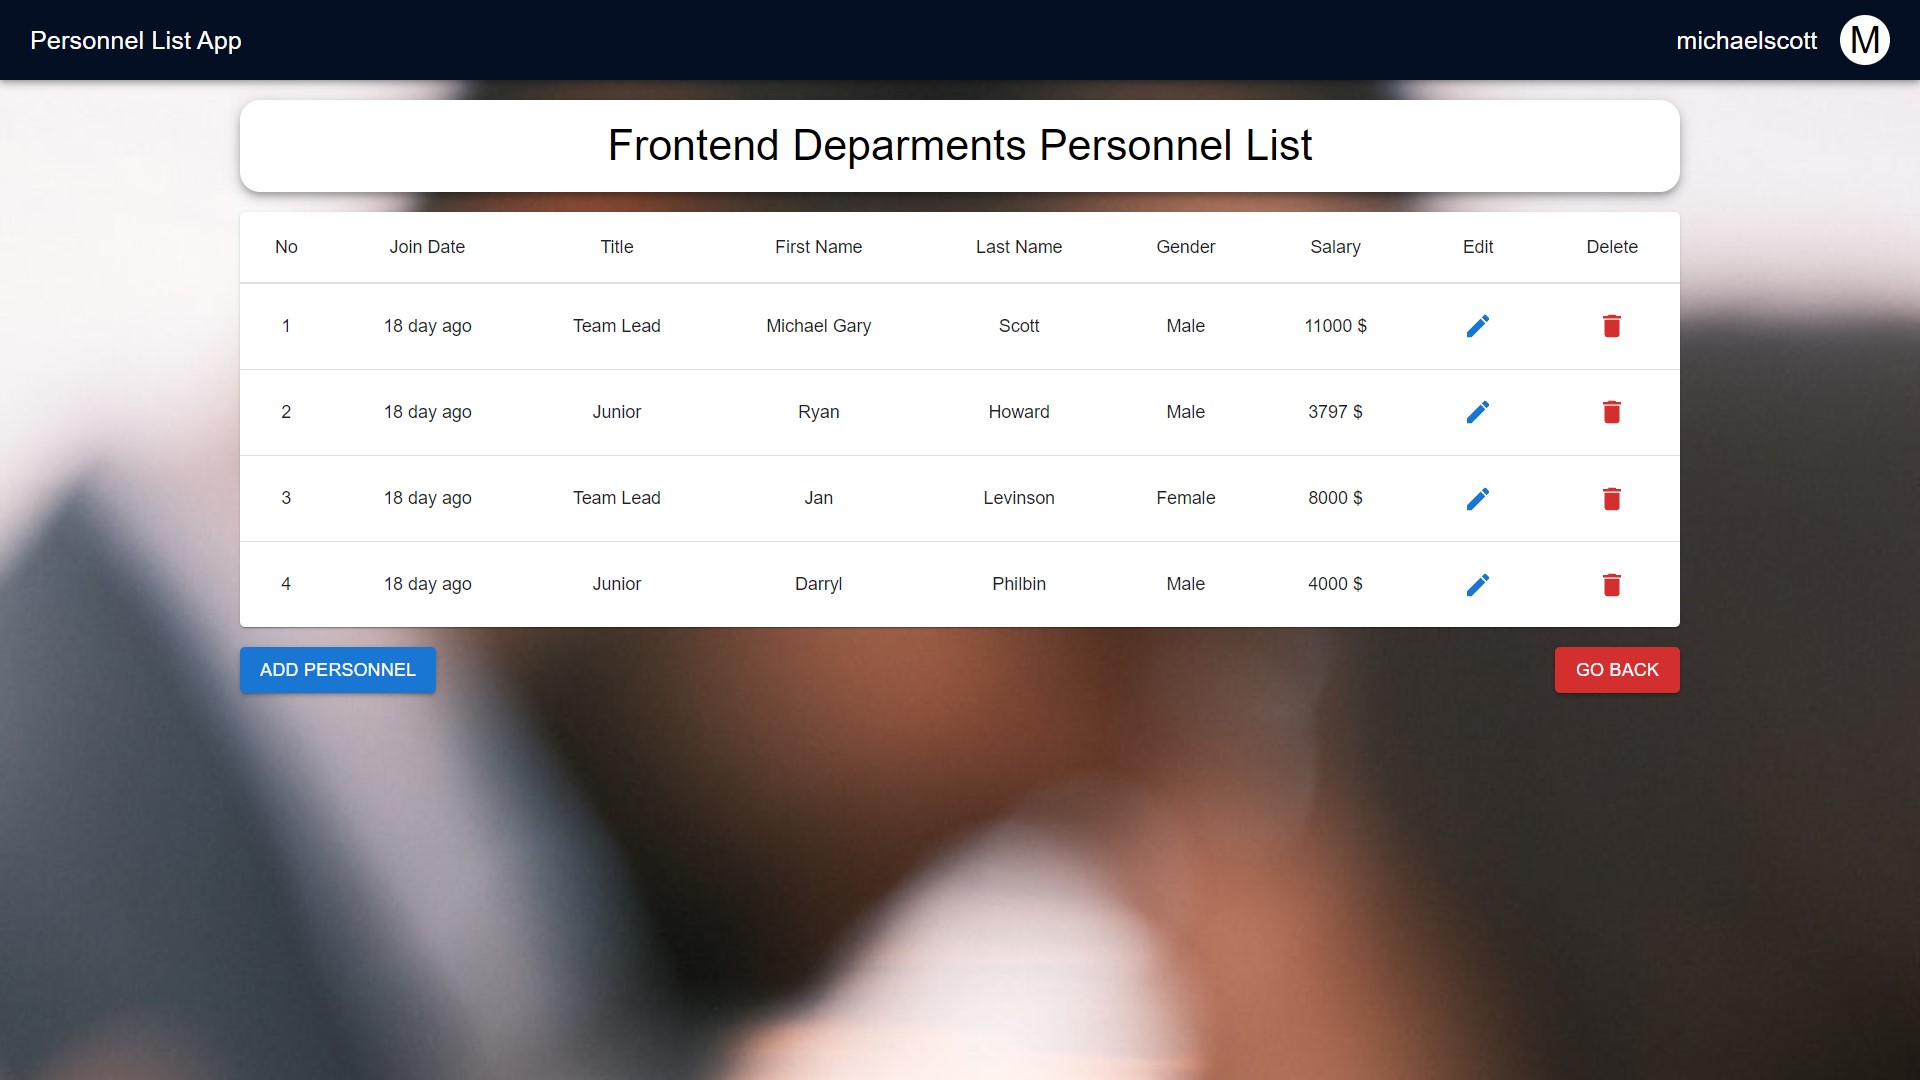 Personnel List App michaelscott M
Frontend Deparments Personnel List
No Join Date Title First Name Last Name Gender Salary Edit Delete
1 18 day ago Team Lead Michael Gary Scott Male 11000 $
2 18 day ago Junior Ryan Howard Male 3797 $
3 18 day ago Team Lead Jan Levinson Female 8000 $
4 18 day ago Junior Darryl Philbin Male 4000 $
ADD PERSONNEL GO BACK